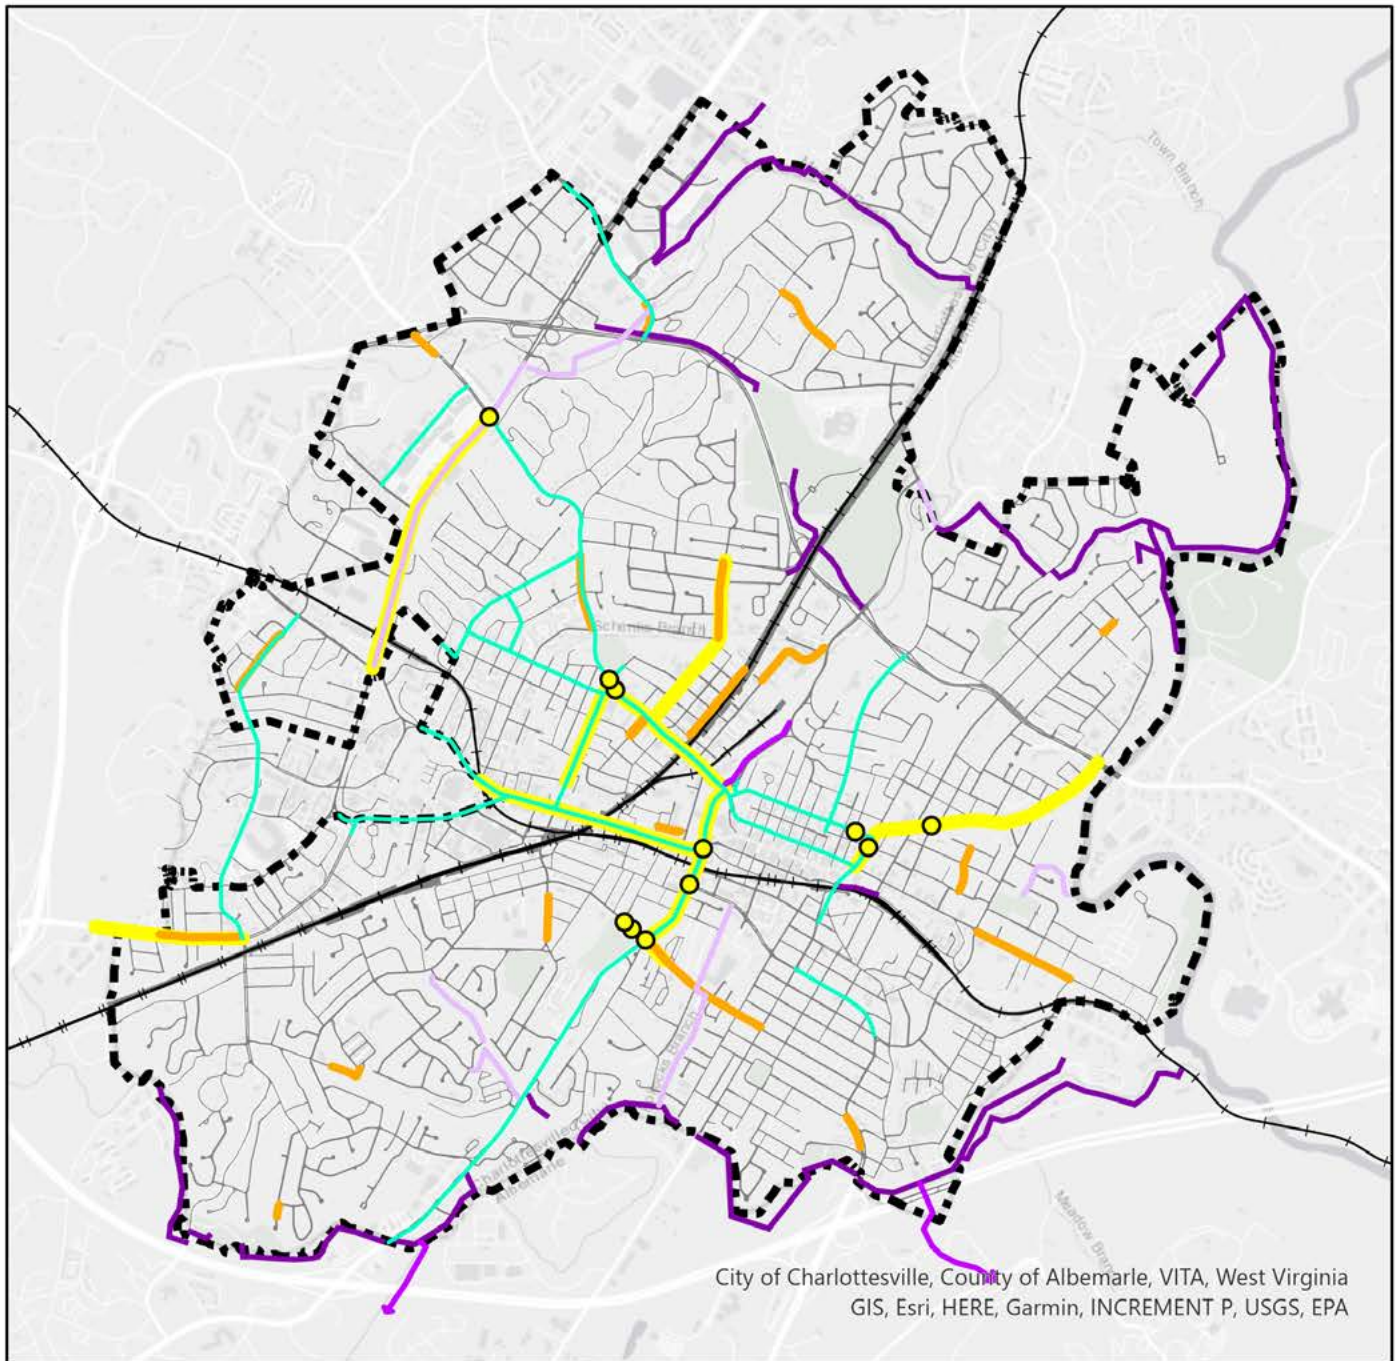 Town Branch
Schenks Branch
Albemarle
Meadow Branch
City of Charlottesville, County of Albemarle, VITA, West Virginia
GIS, Esri, HERE, Garmin, INCREMENT P, USGS, EPA